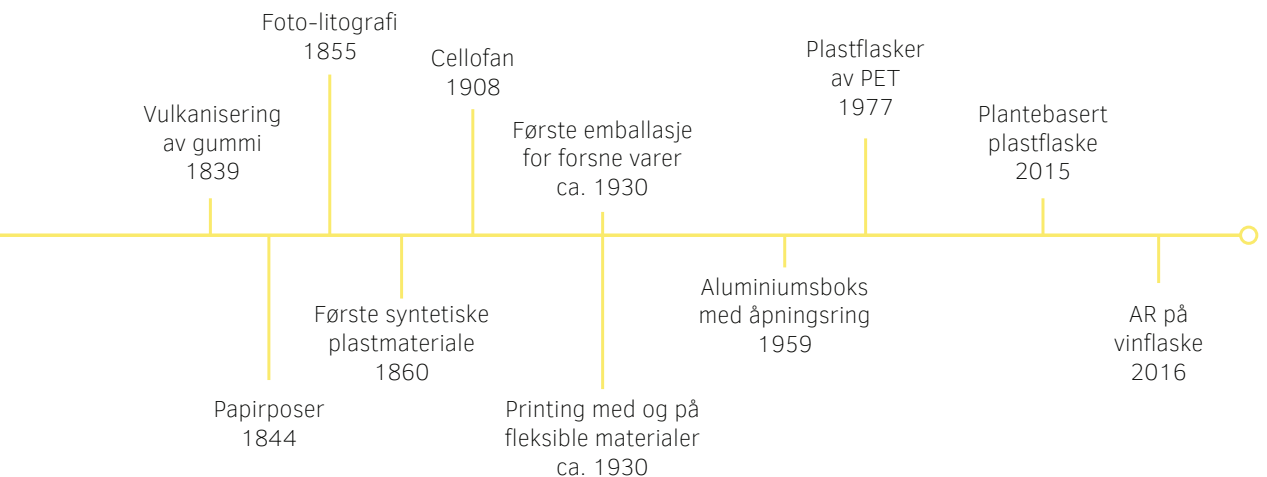 Vulkanisering
av gummi
1839
Papirposer
1844
Foto-litografi
1855
Første syntetiske
plastmateriale
1860
Cellofan
1908
Første emballasje
for forsne varer
ca. 1930
Printing med og på
fleksible materialer
ca. 1930
Aluminiumsboks
med åpningsring
1959
Plastflasker
av PET
1977
Plantebasert
plastflaske
2015
AR på
vinflaske
2016